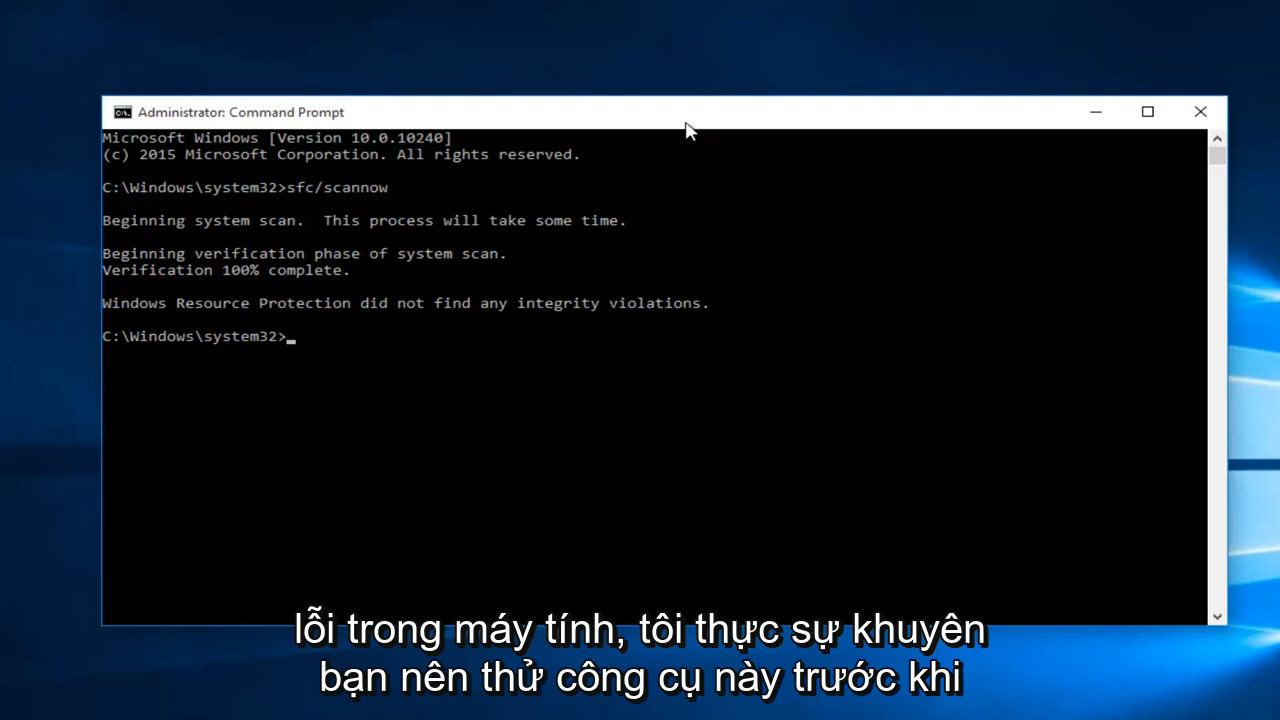 Administrator: Command Prompt
Microsoft Windows [Version 10.0.10240]
(c) 2015 Microsoft Corporation. All rights reserved.
C:\Windows\system32>sfc/scannow
Beginning system scan.  This process will take some time.
Beginning verification phase of system scan.
Verification 100% complete.
Windows Resource Protection did not find any integrity violations.
C:\Windows\system32>_
lỗi trong máy tính, tôi thực sự khuyên
bạn nên thử công cụ này trước khi